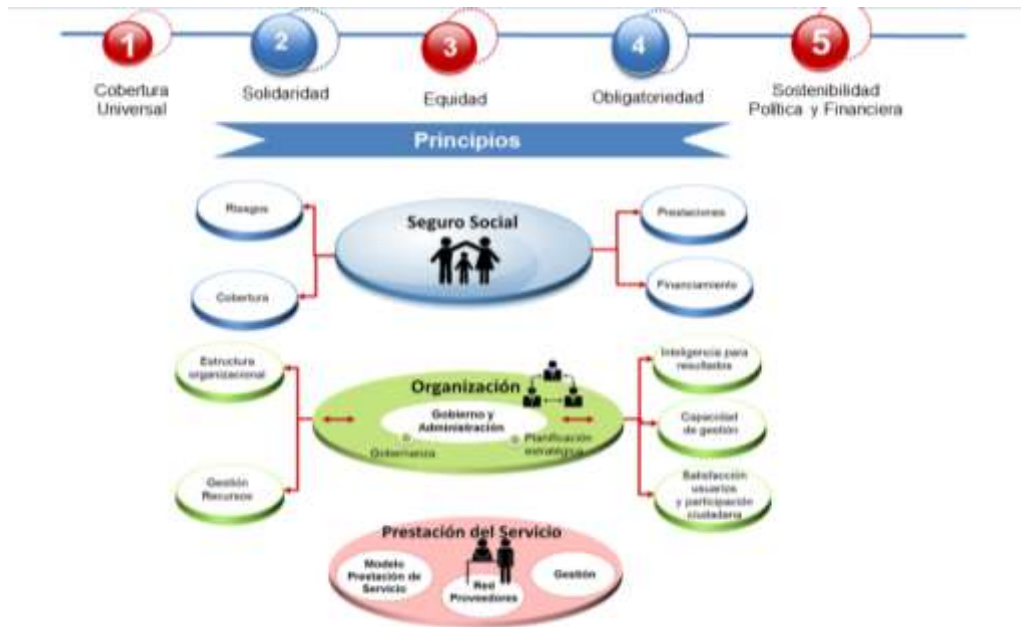 1
2
3
4
5
Cobertura
Universal
Solidaridad
Equidad
Obligatoriedad
Sostenibilidad
Política y Financiera
Principios
Riesgos
Cobertura
Seguro Social
Prestaciones
Financiamiento
Estructura
organizacional
Gestión
Recursos
Organización
Gobierno y
Administración
Gobernanza
Planificación
estratégica
Inteligencia para
resultados
Capacidad
de gestión
Satisfacción
usuarios
y participación
ciudadana
Prestación del Servicio
Modelo
Prestación de
Servicio
Red
Proveedores
Gestión